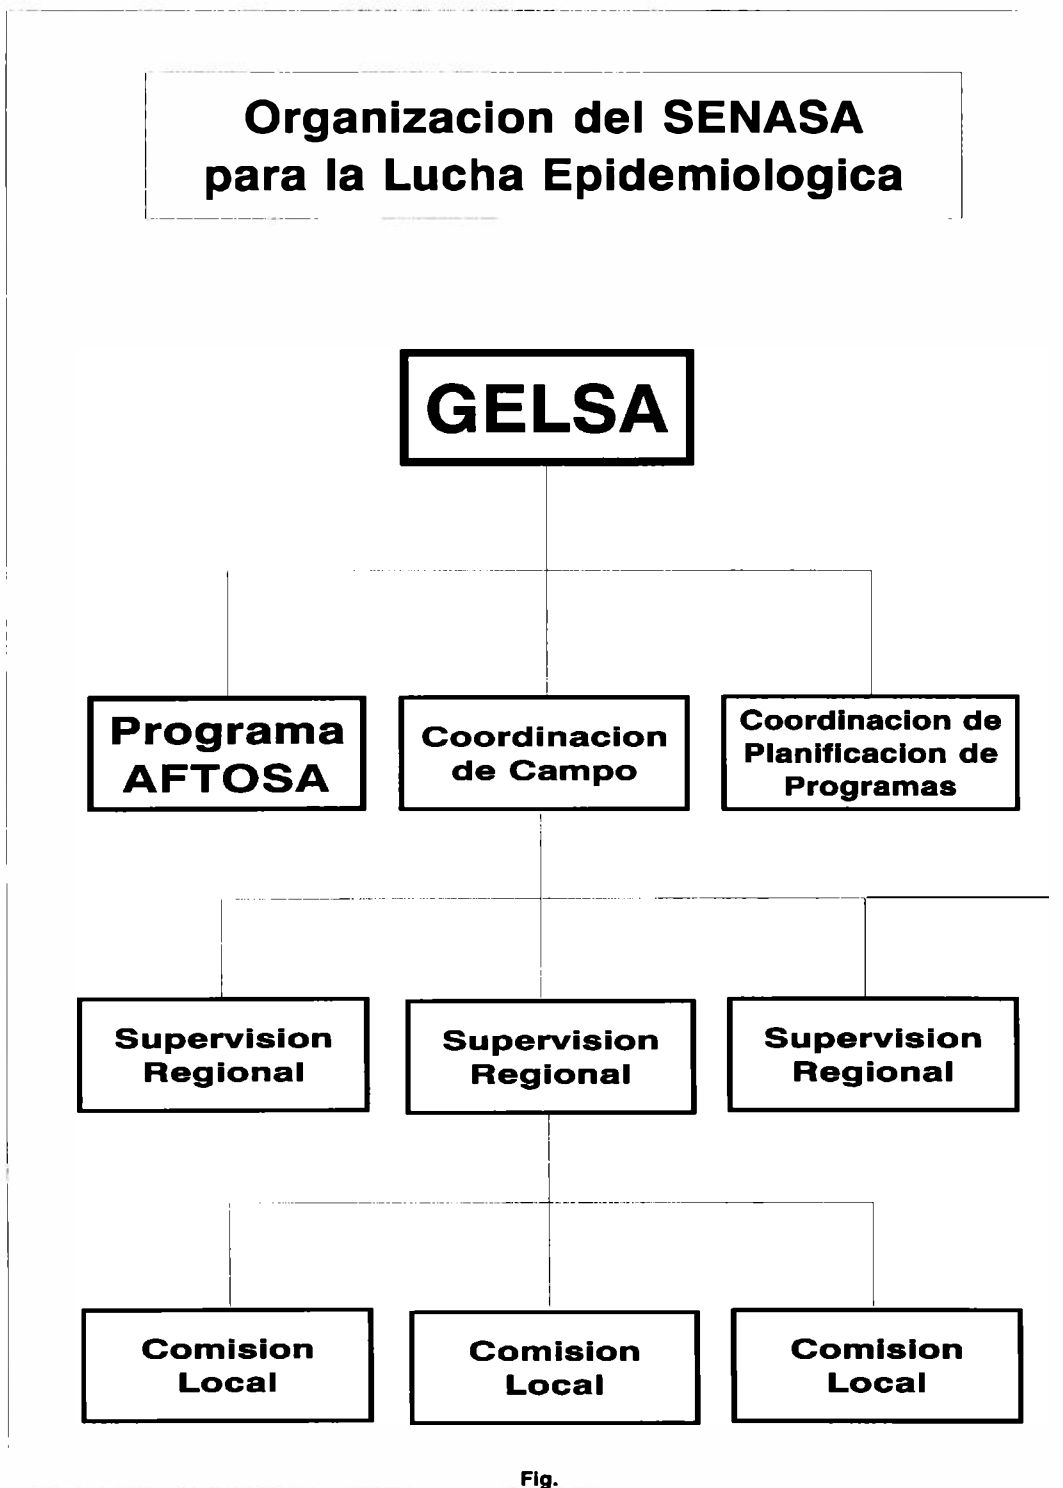 Organizacion del SENASA
para la Lucha Epidemiologica
GELSA
Programa
AFTOSA
Coordinacion
de Campo
Coordinacion de
Planificacion de
Programas
Supervision
Regional
Supervision
Regional
Supervision
Regional
Comision
Local
Comision
Local
Comision
Local
Fig.